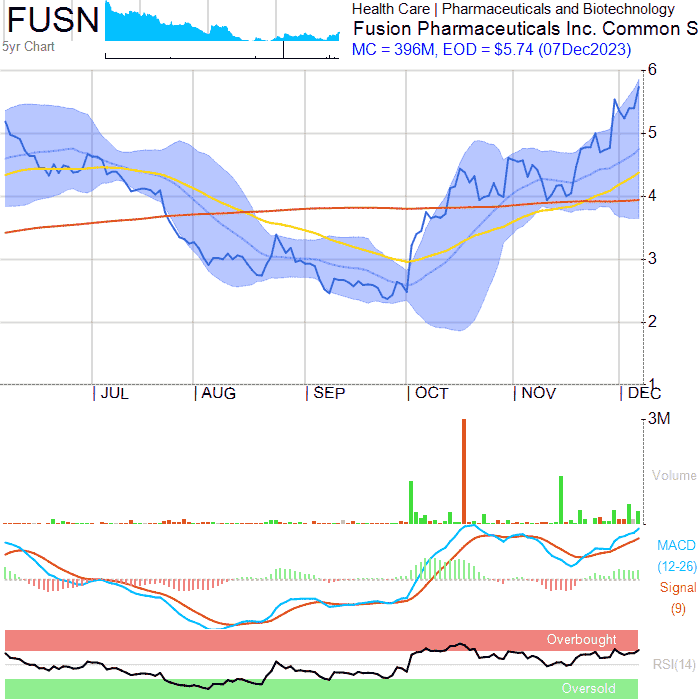 FUSN
5yr Chart
Health Care | Pharmaceuticals and Biotechnology
Fusion Pharmaceuticals Inc. Common S
MC = 396M, EOD = $5.74 (07Dec2023)
6
5
4
3
2
1
JUL AUG SEP OCT NOV DEC
3M
Volume
MACD
(12-26)
Signal
(9)
Overbought
RSI(14)
Oversold